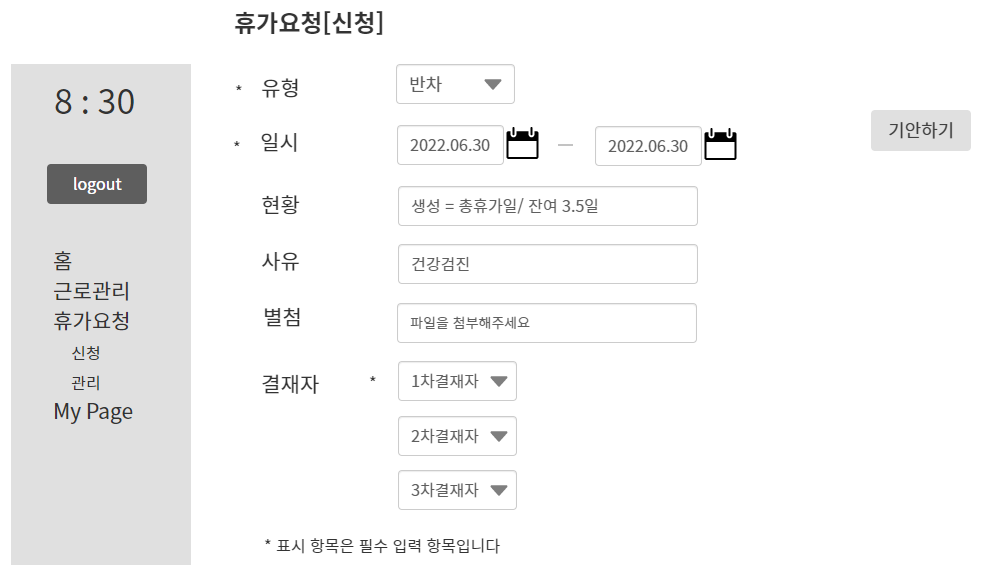 휴가요청[신청]
8 : 30
logout
홈
근로관리
휴가요청
신청
관리
My Page
* 유형 반차
* 일시 2022.06.30 — 2022.06.30
기안하기
현황 생성 = 총휴가일/ 잔여 3.5일
사유 건강검진
별첨 파일을 첨부해주세요
결재자 * 1차결재자
2차결재자
3차결재자
* 표시 항목은 필수 입력 항목입니다